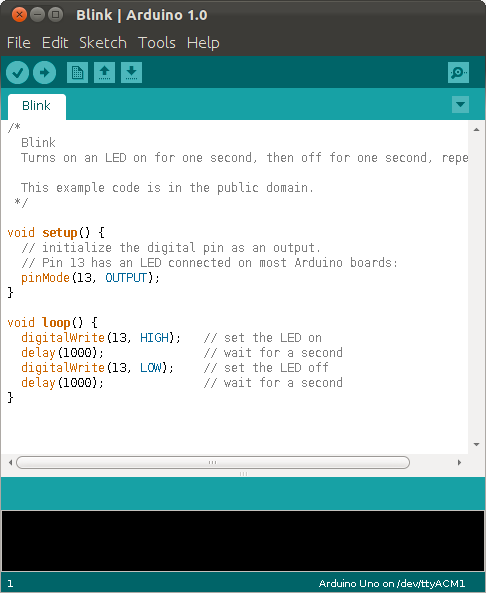 Blink | Arduino 1.0
File Edit Sketch Tools Help
Blink
/*
  Blink
  Turns on an LED on for one second, then off for one second, repe

  This example code is in the public domain.
 */

void setup() {
  // initialize the digital pin as an output.
  // Pin 13 has an LED connected on most Arduino boards:
  pinMode(13, OUTPUT);
}

void loop() {
  digitalWrite(13, HIGH);   // set the LED on
  delay(1000);              // wait for a second
  digitalWrite(13, LOW);    // set the LED off
  delay(1000);              // wait for a second
}
1
Arduino Uno on /dev/ttyACM1